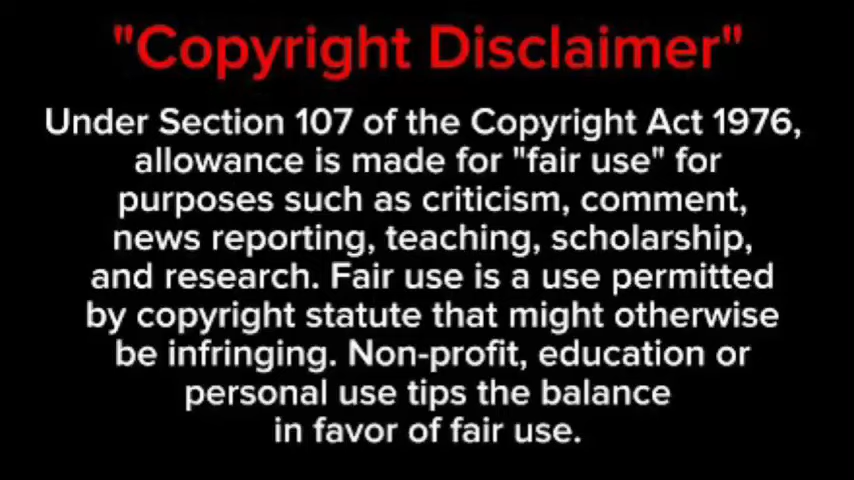 "Copyright Disclaimer"
Under Section 107 of the Copyright Act 1976,
allowance is made for "fair use" for
purposes such as criticism, comment,
news reporting, teaching, scholarship,
and research. Fair use is a use permitted
by copyright statute that might otherwise
be infringing. Non-profit, education or
personal use tips the balance
in favor of fair use.